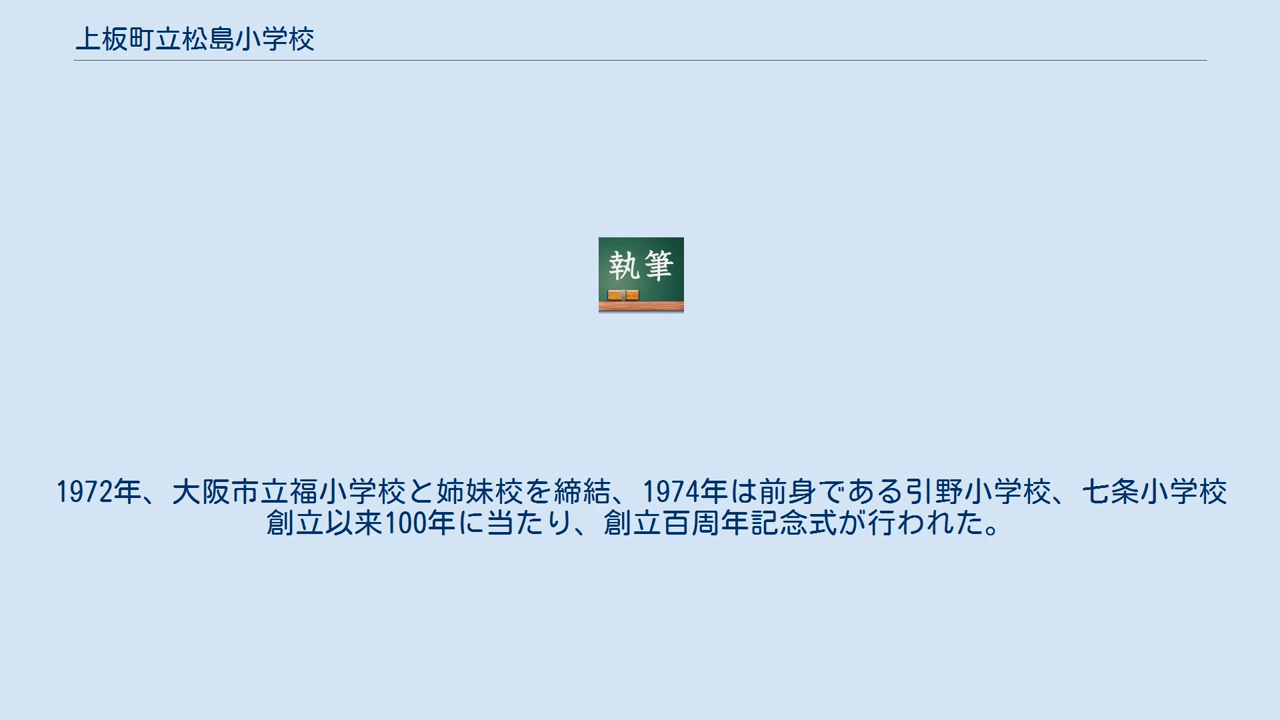 上板町立松島小学校
執筆
1972年、大阪市立福小学校と姉妹校を締結、1974年は前身である引野小学校、七条小学校
創立以来100年に当たり、創立百周年記念式が行われた。